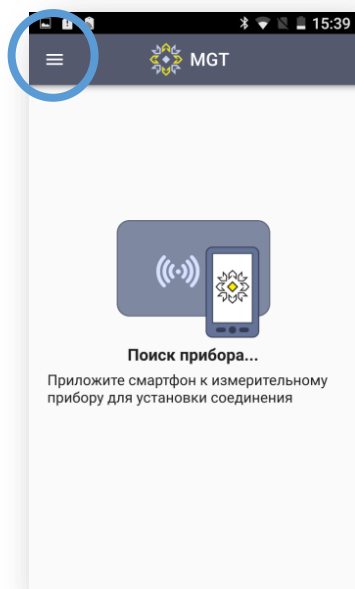 15:39
MGT
Поиск прибора...
Приложите смартфон к измерительному
прибору для установки соединения